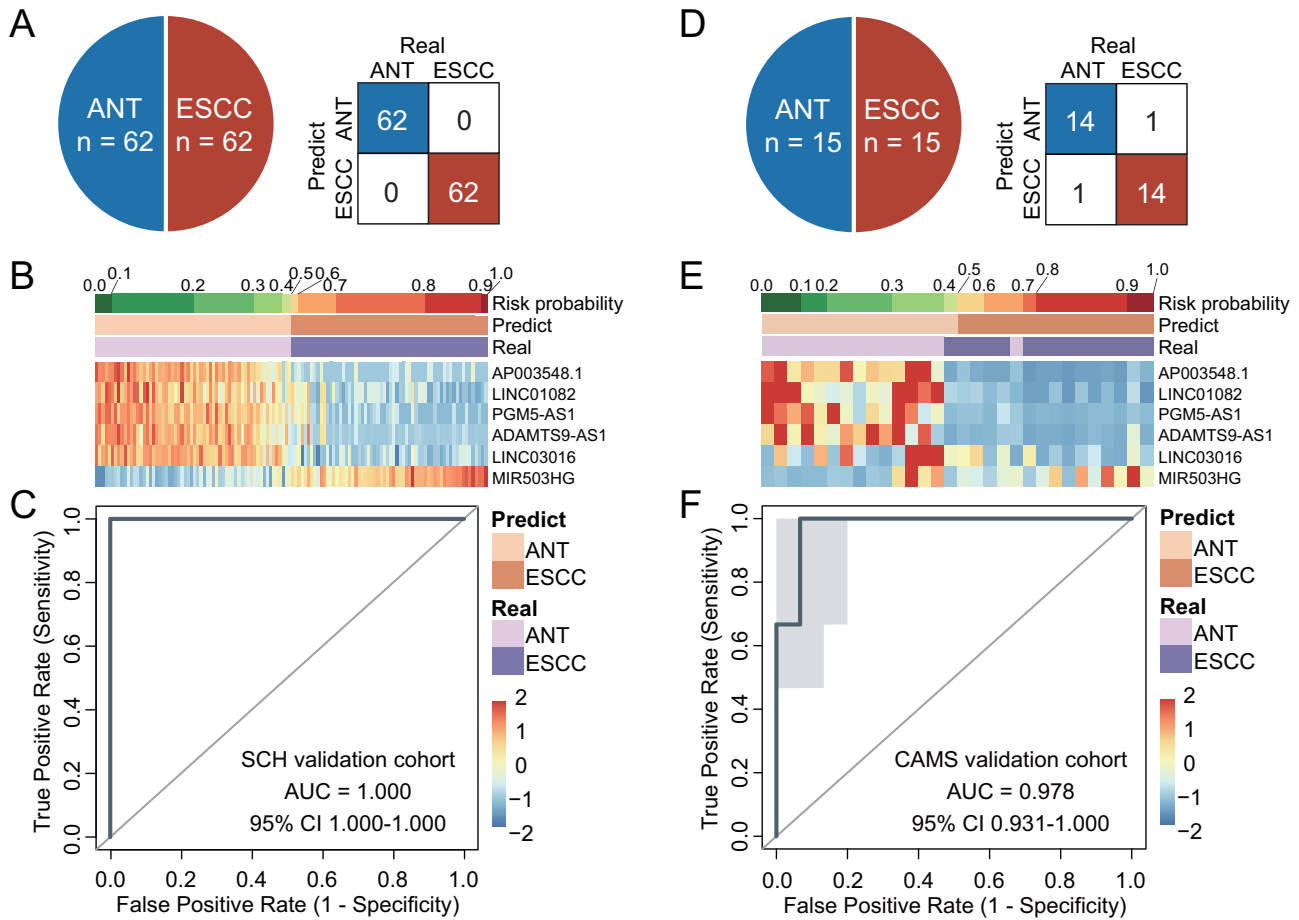 A
ANT
n = 62
ESCC
n = 62
Real
ANT ESCC
Predict
ESCC ANT
62 0
0 62
B
0.0 0.1 0.2 0.3 0.4 0.5 0.6 0.7 0.8 0.9 1.0
Risk probability
Predict
Real
AP003548.1
LINC01082
PGM5-AS1
ADAMTS9-AS1
LINC03016
MIR503HG
C
True Positive Rate (Sensitivity)
0.0 0.2 0.4 0.6 0.8 1.0
SCH validation cohort
AUC = 1.000
95% CI 1.000-1.000
0.0 0.2 0.4 0.6 0.8 1.0
False Positive Rate (1 - Specificity)
Predict
ANT
ESCC
Real
ANT
ESCC
2
1
0
−1
−2
D
ANT
n = 15
ESCC
n = 15
Real
ANT ESCC
Predict
ESCC ANT
14 1
1 14
E
0.0 0.1 0.2 0.3 0.4 0.5 0.6 0.7 0.8 0.9 1.0
Risk probability
Predict
Real
AP003548.1
LINC01082
PGM5-AS1
ADAMTS9-AS1
LINC03016
MIR503HG
F
True Positive Rate (Sensitivity)
0.0 0.2 0.4 0.6 0.8 1.0
CAMS validation cohort
AUC = 0.978
95% CI 0.931-1.000
0.0 0.2 0.4 0.6 0.8 1.0
False Positive Rate (1 - Specificity)
Predict
ANT
ESCC
Real
ANT
ESCC
2
1
0
−1
−2